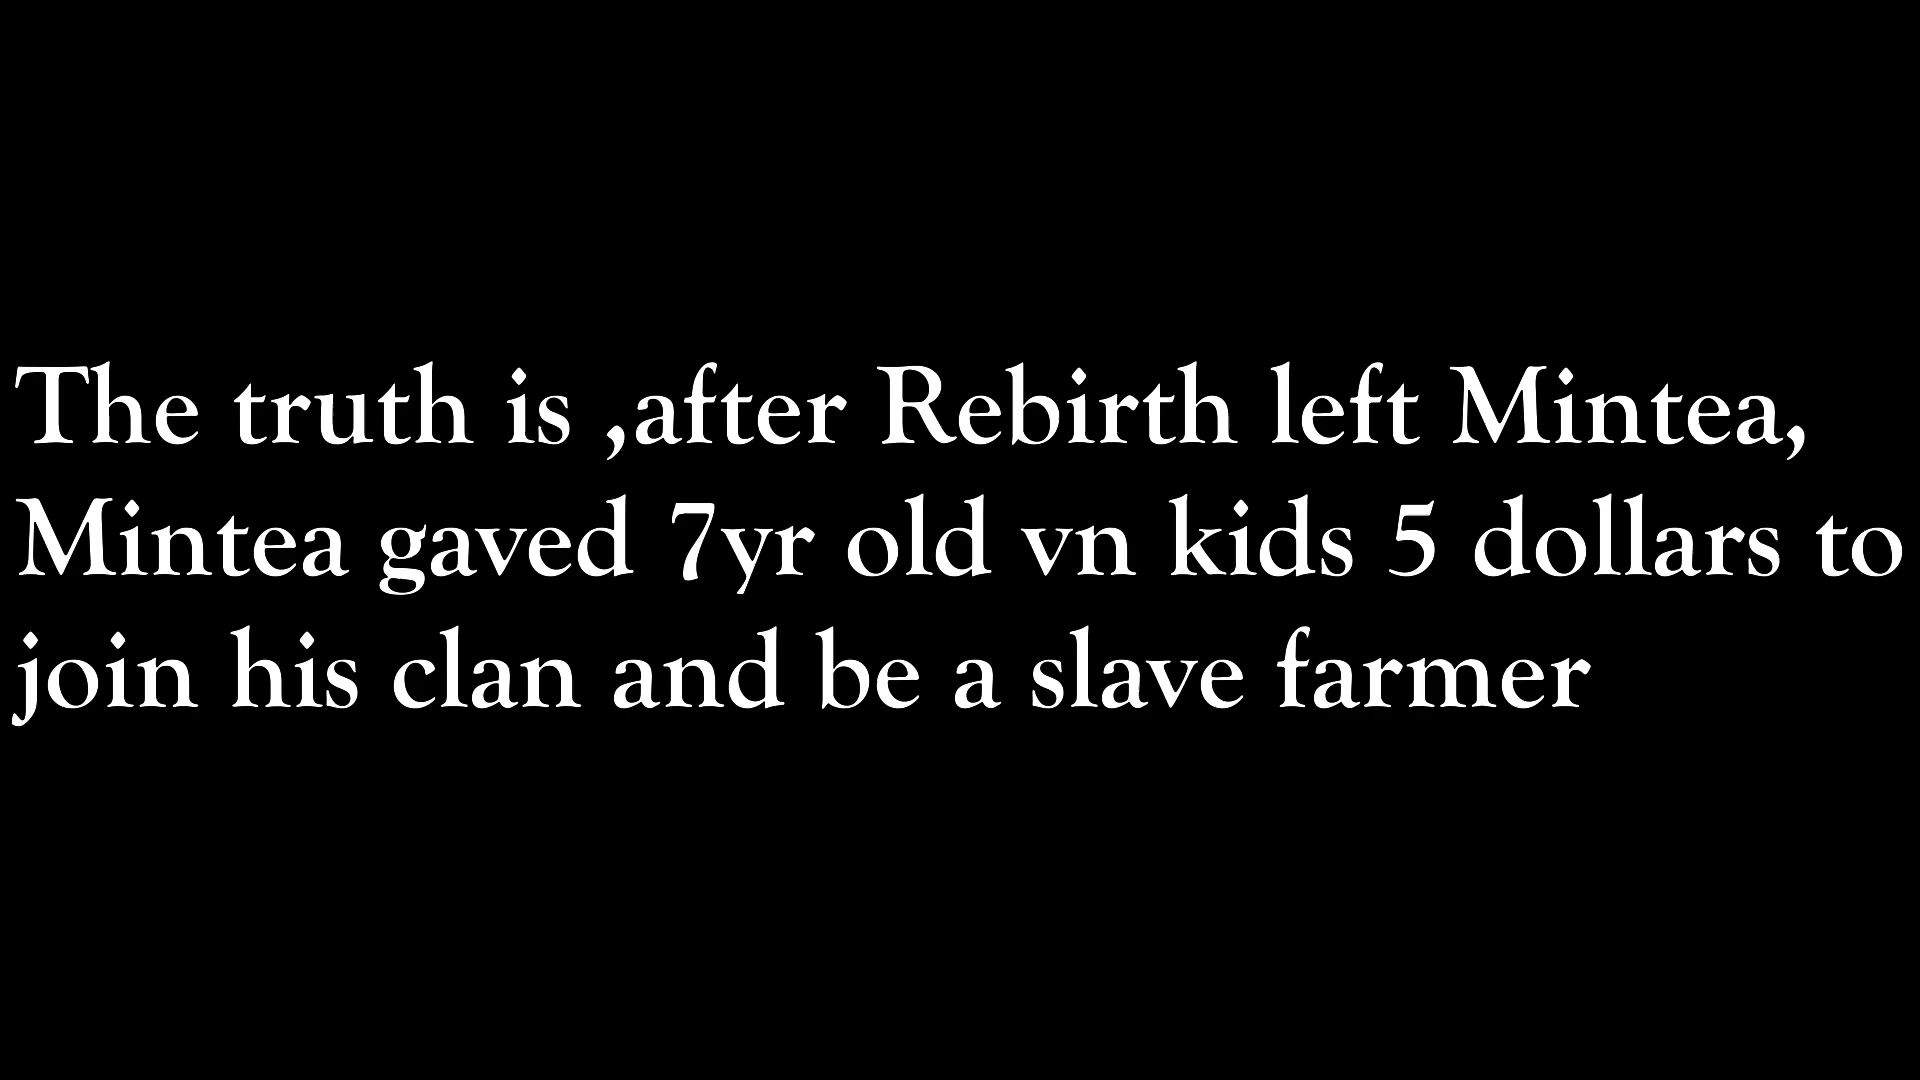 The truth is ,after Rebirth left Mintea,
Mintea gaved 7yr old vn kids 5 dollars to
join his clan and be a slave farmer